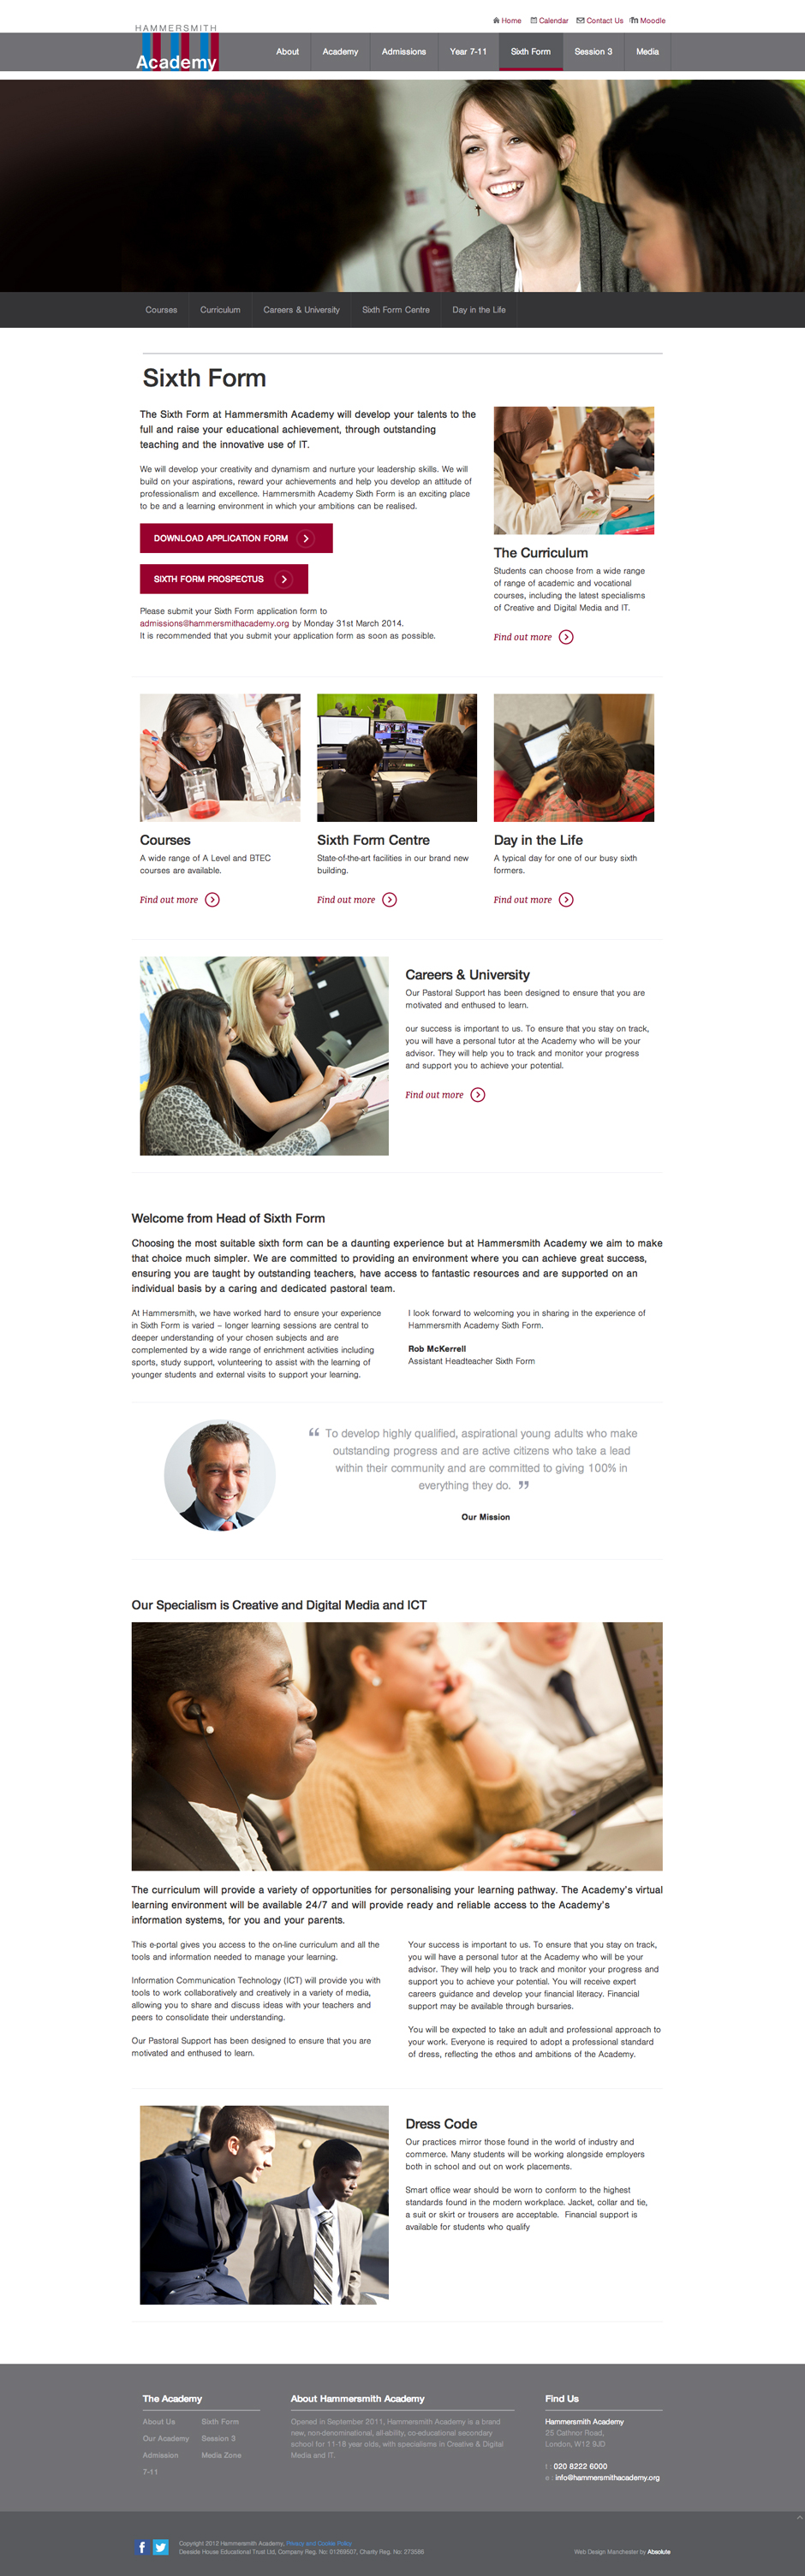 HAMMERSMITH
Academy
Home Calendar Contact Us Moodle
About Academy Admissions Year 7-11 Sixth Form Session 3 Media
Courses Curriculum Careers & University Sixth Form Centre Day in the Life
Sixth Form
The Sixth Form at Hammersmith Academy will develop your talents to the
full and raise your educational achievement, through outstanding
teaching and the innovative use of IT.
We will develop your creativity and dynamism and nurture your leadership skills. We will
build on your aspirations, reward your achievements and help you develop an attitude of
professionalism and excellence. Hammersmith Academy Sixth Form is an exciting place
to be and a learning environment in which your ambitions can be realised.
DOWNLOAD APPLICATION FORM
SIXTH FORM PROSPECTUS
Please submit your Sixth Form application form to
admissions@hammersmithacademy.org by Monday 31st March 2014.
It is recommended that you submit your application form as soon as possible.
The Curriculum
Students can choose from a wide range
of range of academic and vocational
courses, including the latest specialisms
of Creative and Digital Media and IT.
Find out more
Courses
A wide range of A Level and BTEC
courses are available.
Find out more
Sixth Form Centre
State-of-the-art facilities in our brand new
building.
Find out more
Day in the Life
A typical day for one of our busy sixth
formers.
Find out more
Careers & University
Our Pastoral Support has been designed to ensure that you are
motivated and enthused to learn.
our success is important to us. To ensure that you stay on track,
you will have a personal tutor at the Academy who will be your
advisor. They will help you to track and monitor your progress
and support you to achieve your potential.
Find out more
Welcome from Head of Sixth Form
Choosing the most suitable sixth form can be a daunting experience but at Hammersmith Academy we aim to make
that choice much simpler. We are committed to providing an environment where you can achieve great success,
ensuring you are taught by outstanding teachers, have access to fantastic resources and are supported on an
individual basis by a caring and dedicated pastoral team.
At Hammersmith, we have worked hard to ensure your experience
in Sixth Form is varied – longer learning sessions are central to
deeper understanding of your chosen subjects and are
complemented by a wide range of enrichment activities including
sports, study support, volunteering to assist with the learning of
younger students and external visits to support your learning.
I look forward to welcoming you in sharing in the experience of
Hammersmith Academy Sixth Form.
Rob McKerrell
Assistant Headteacher Sixth Form
“ To develop highly qualified, aspirational young adults who make
outstanding progress and are active citizens who take a lead
within their community and are committed to giving 100% in
everything they do. ”
Our Mission
Our Specialism is Creative and Digital Media and ICT
The curriculum will provide a variety of opportunities for personalising your learning pathway. The Academy's virtual
learning environment will be available 24/7 and will provide ready and reliable access to the Academy's
information systems, for you and your parents.
This e-portal gives you access to the on-line curriculum and all the
tools and information needed to manage your learning.
Information Communication Technology (ICT) will provide you with
tools to work collaboratively and creatively in a variety of media,
allowing you to share and discuss ideas with your teachers and
peers to consolidate their understanding.
Our Pastoral Support has been designed to ensure that you are
motivated and enthused to learn.
Your success is important to us. To ensure that you stay on track,
you will have a personal tutor at the Academy who will be your
advisor. They will help you to track and monitor your progress and
support you to achieve your potential. You will receive expert
careers guidance and develop your financial literacy. Financial
support may be available through bursaries.
You will be expected to take an adult and professional approach to
your work. Everyone is required to adopt a professional standard
of dress, reflecting the ethos and ambitions of the Academy.
Dress Code
Our practices mirror those found in the world of industry and
commerce. Many students will be working alongside employers
both in school and out on work placements.
Smart office wear should be worn to conform to the highest
standards found in the modern workplace. Jacket, collar and tie,
a suit or skirt or trousers are acceptable. Financial support is
available for students who qualify
The Academy
About Us Sixth Form
Our Academy Session 3
Admission Media Zone
7-11
About Hammersmith Academy
Opened in September 2011, Hammersmith Academy is a brand
new, non-denominational, all-ability, co-educational secondary
school for 11-18 year olds, with specialisms in Creative & Digital
Media and IT.
Find Us
Hammersmith Academy
25 Cathnor Road,
London, W12 9JD
t : 020 8222 6000
e : info@hammersmithacademy.org
Copyright 2012 Hammersmith Academy, Privacy and Cookie Policy
Deeside House Educational Trust Ltd, Company Reg. No: 01269507, Charity Reg. No: 273586
Web Design Manchester by Absolute